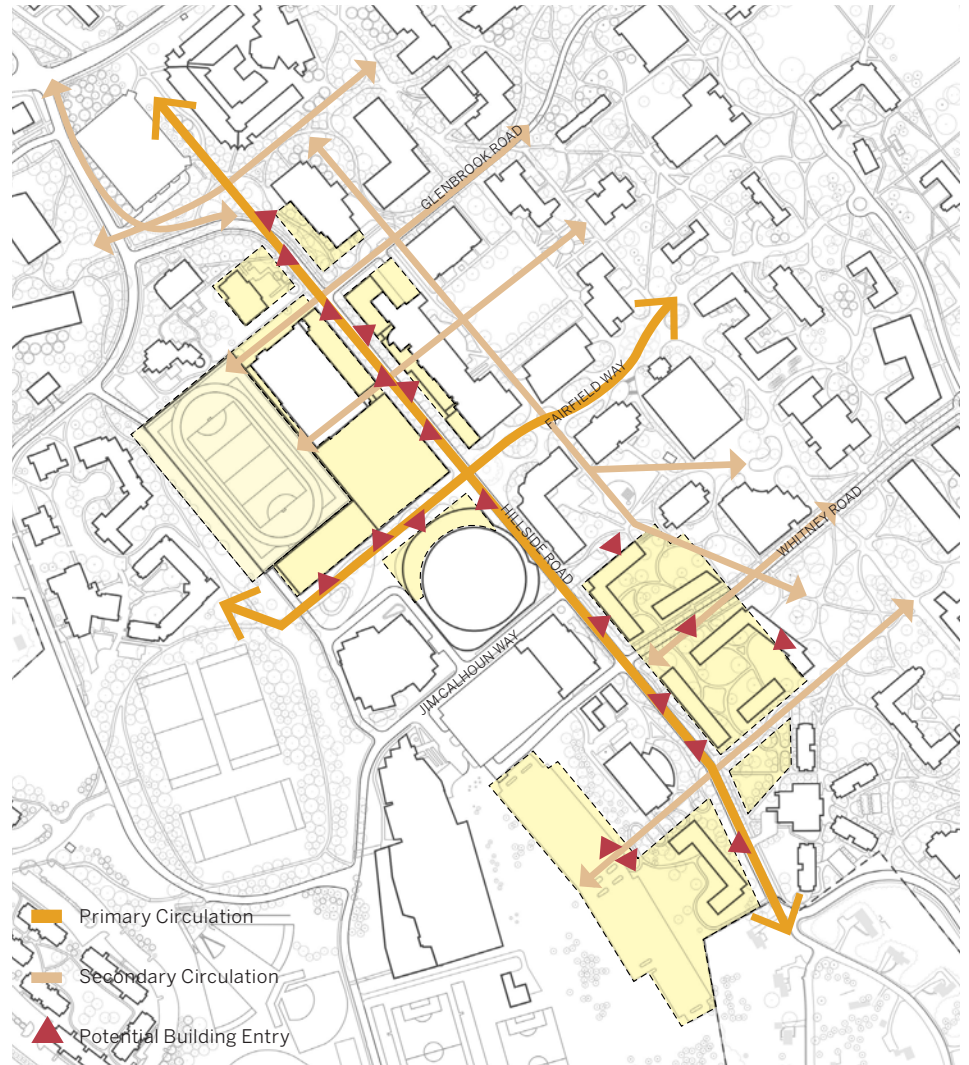 GLENBROOK ROAD
FAIRFIELD WAY
HILLSIDE ROAD
WHITNEY ROAD
JIM CALHOUN WAY
Primary Circulation
Secondary Circulation
Potential Building Entry